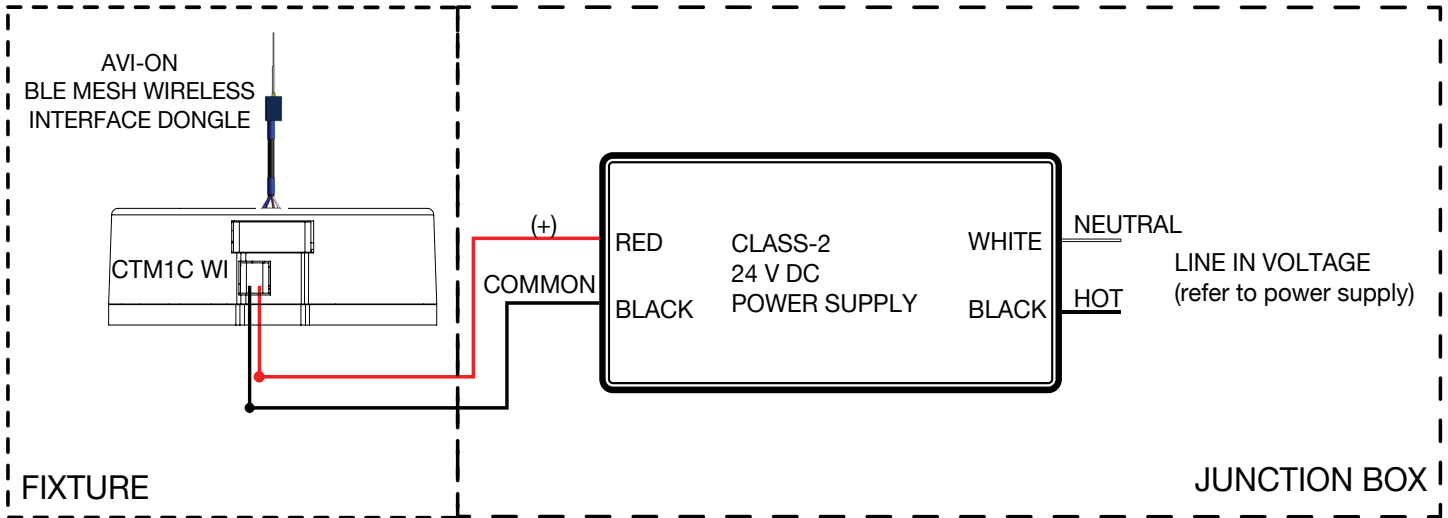 AVI-ON
BLE MESH WIRELESS
INTERFACE DONGLE
CTM1C WI
(+)
COMMON
RED
BLACK
CLASS-2
24 V DC
POWER SUPPLY
WHITE
BLACK
NEUTRAL
HOT
LINE IN VOLTAGE
(refer to power supply)
FIXTURE
JUNCTION BOX